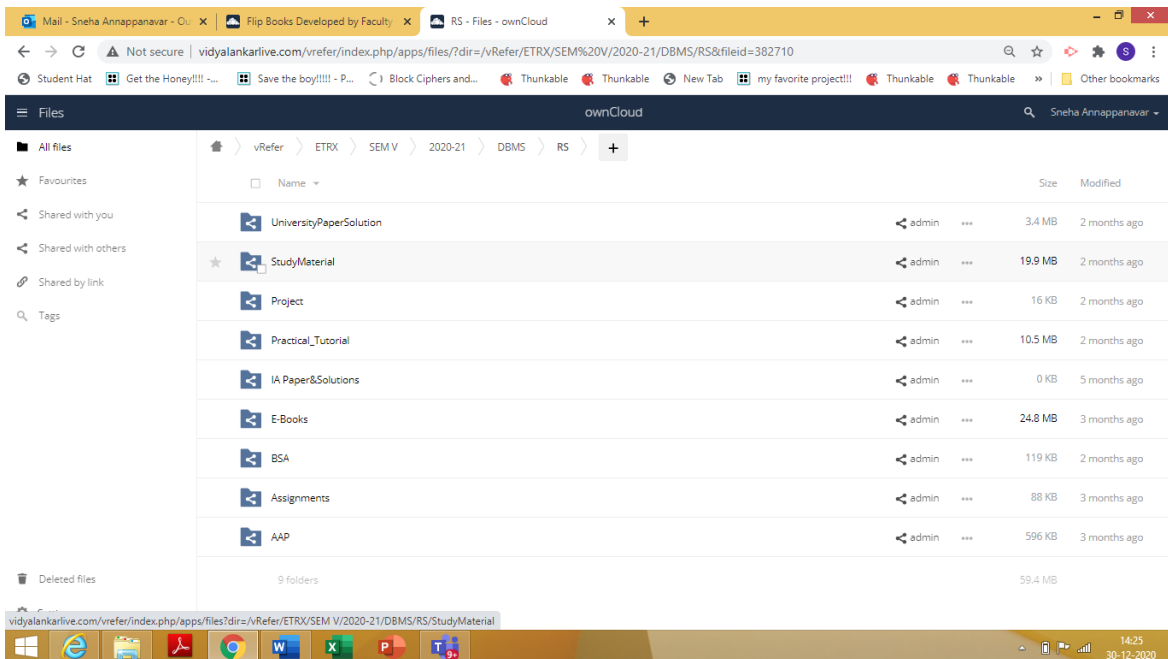 Mail - Sneha Annappanavar - Ou
Flip Books Developed by Faculty
RS - Files - ownCloud
Not secure | vidyalankarlive.com/vrefer/index.php/apps/files/?dir=/vRefer/ETRX/SEM%20V/2020-21/DBMS/RS&fileid=382710
S
Student Hat Get the Honey!!!! -... Save the boy!!!!! - P... Block Ciphers and... Thunkable Thunkable New Tab my favorite project!!! Thunkable Thunkable » Other bookmarks
Files ownCloud Sneha Annappanavar
All files vRefer ETRX SEM V 2020-21 DBMS RS +
Favourites Name Size Modified
Shared with you UniversityPaperSolution admin ... 3.4 MB 2 months ago
Shared with others StudyMaterial admin ... 19.9 MB 2 months ago
Shared by link Project admin ... 16 KB 2 months ago
Tags Practical_Tutorial admin ... 10.5 MB 2 months ago
IA Paper&Solutions admin ... 0 KB 5 months ago
E-Books admin ... 24.8 MB 3 months ago
BSA admin ... 119 KB 2 months ago
Assignments admin ... 88 KB 3 months ago
AAP admin ... 596 KB 3 months ago
Deleted files 9 folders 59.4 MB
vidyalankarlive.com/vrefer/index.php/apps/files?dir=/vRefer/ETRX/SEM V/2020-21/DBMS/RS/StudyMaterial
W X P T 9+
14:25
30-12-2020